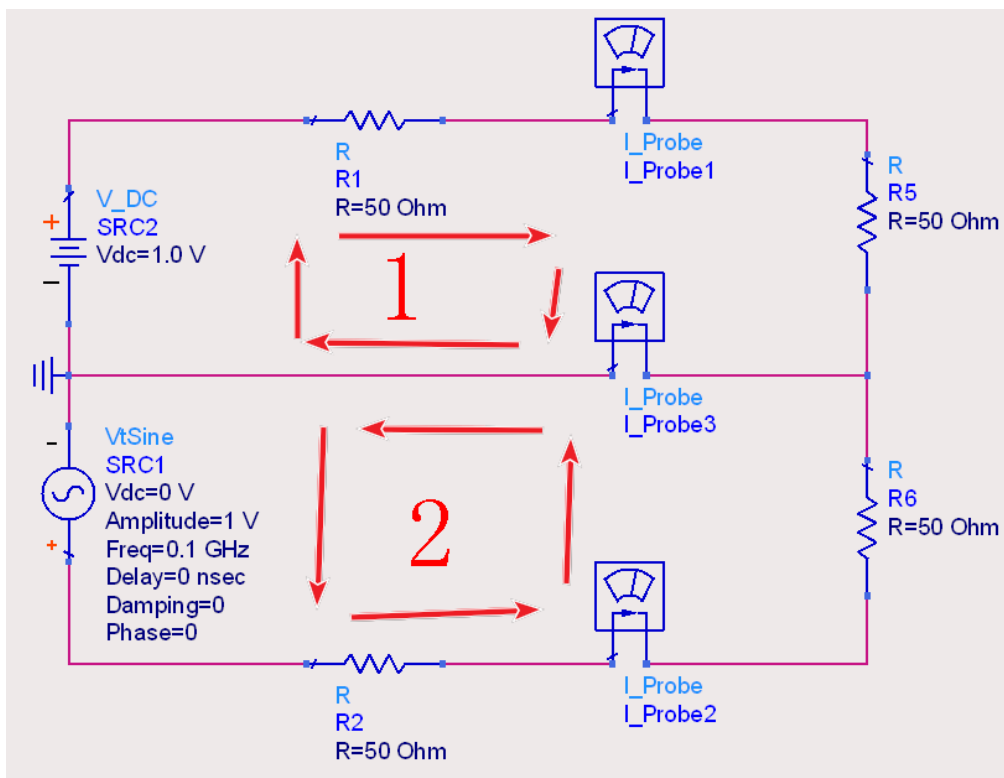 I_Probe
I_Probe1
R
R1
R=50 Ohm
R
R5
R=50 Ohm
+
V_DC
SRC2
Vdc=1.0 V
−
1
I_Probe
I_Probe3
-
VtSine
SRC1
Vdc=0 V
Amplitude=1 V
Freq=0.1 GHz
Delay=0 nsec
Damping=0
Phase=0
+
2
R
R6
R=50 Ohm
R
R2
R=50 Ohm
I_Probe
I_Probe2